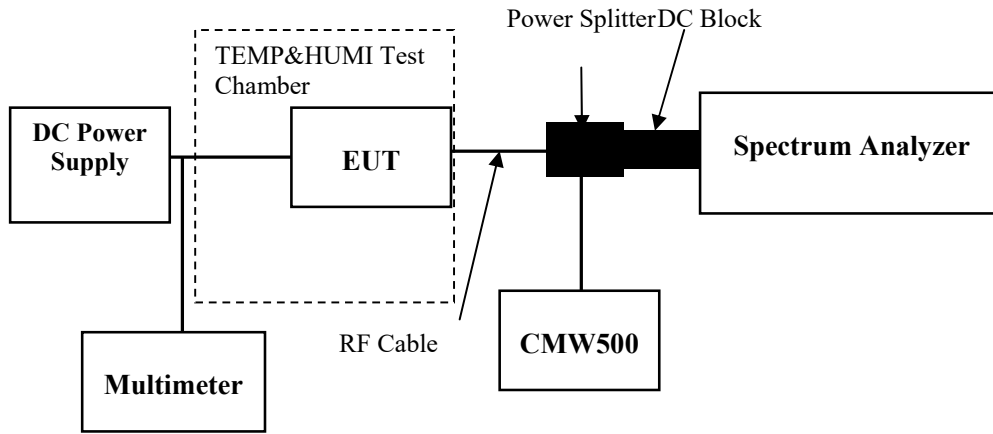 Power Splitter DC Block
TEMP&HUMI Test
Chamber
DC Power
Supply
EUT
Spectrum Analyzer
RF Cable
CMW500
Multimeter